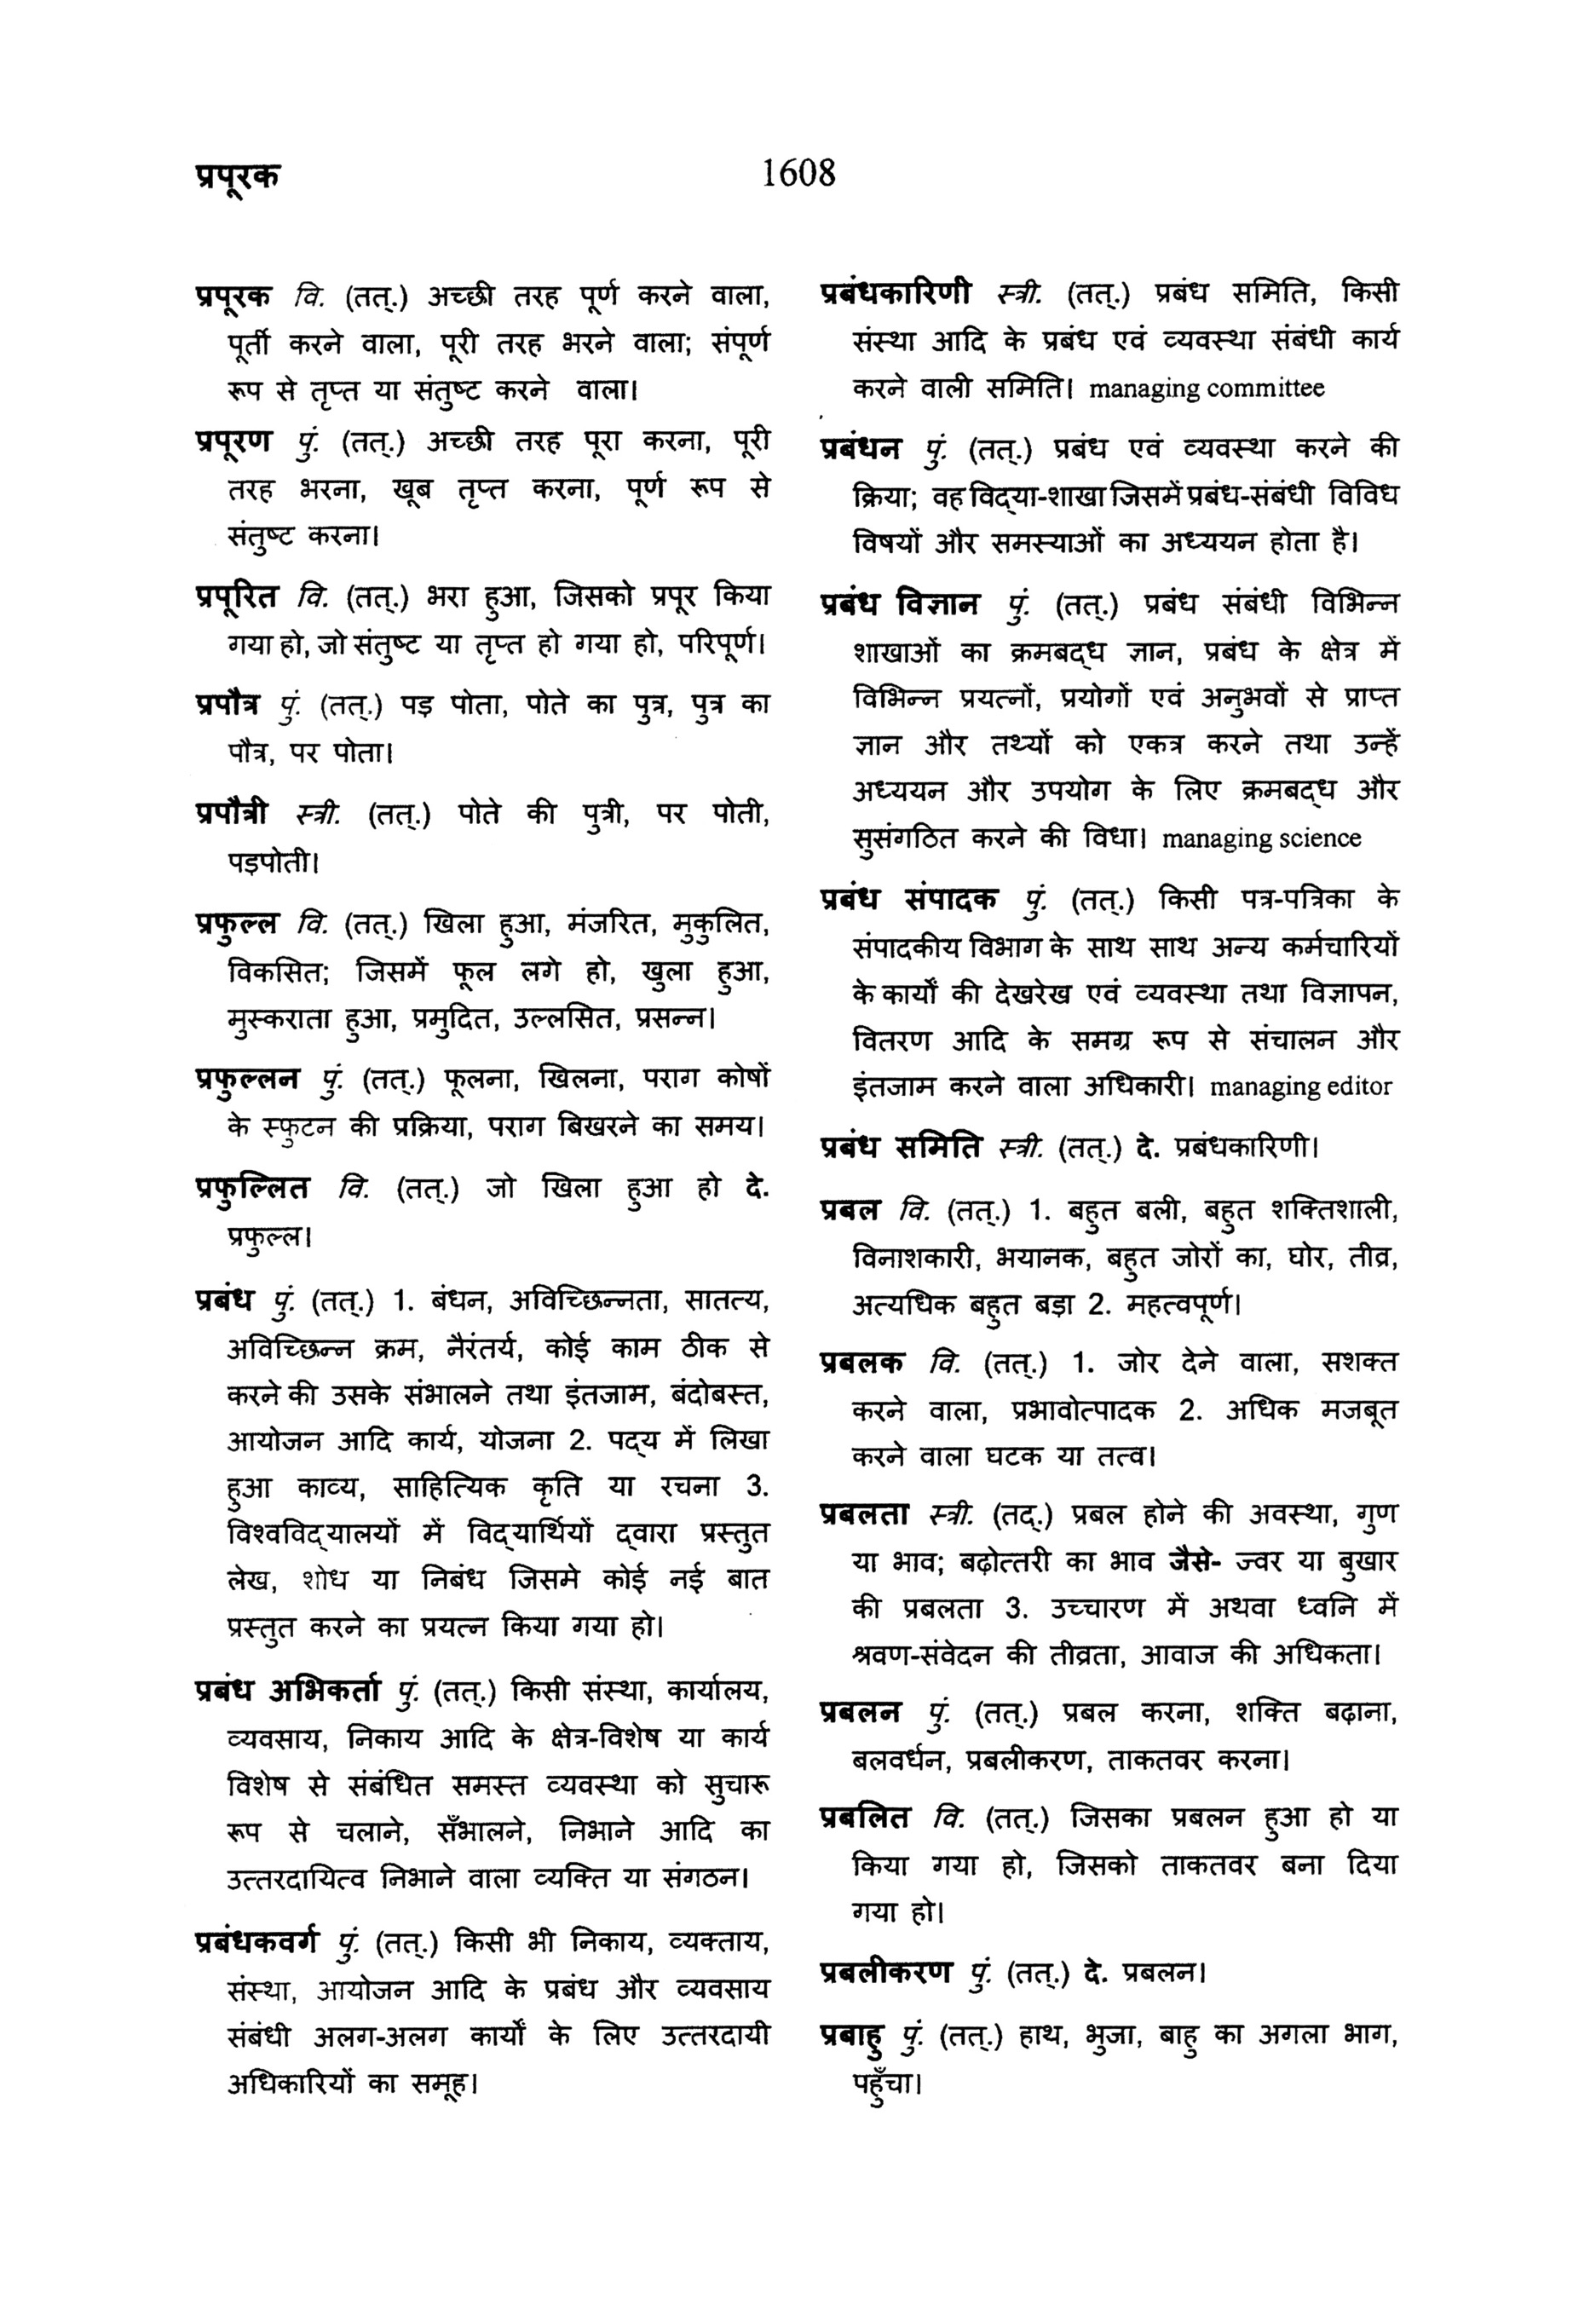 प्रपूरक
1608
प्रपूरक वि. (तत्.) अच्छी तरह पूर्ण करने वाला,
पूर्ती करने वाला, पूरी तरह भरने वाला; संपूर्ण
रूप से तृप्त या संतुष्ट करने वाला।
प्रपूरण पुं. (तत्.) अच्छी तरह पूरा करना, पूरी
तरह भरना, खूब तृप्त करना, पूर्ण रूप से
संतुष्ट करना।
प्रपूरित वि. (तत्.) भरा हुआ, जिसको प्रपूर किया
गया हो, जो संतुष्ट या तृप्त हो गया हो, परिपूर्ण।
प्रपौत्र पुं. (तत्.) पड़ पोता, पोते का पुत्र, पुत्र का
पौत्र, पर पोता।
प्रपौत्री स्त्री. (तत्.) पोते की पुत्री, पर पोती,
पड़पोती।
प्रफुल्ल वि. (तत्.) खिला हुआ, मंजरित, मुकुलित,
विकसित; जिसमें फूल लगे हो, खुला हुआ,
मुस्कराता हुआ, प्रमुदित, उल्लसित, प्रसन्न।
प्रफुल्लन पुं. (तत्.) फूलना, खिलना, पराग कोषों
के स्फुटन की प्रक्रिया, पराग बिखरने का समय।
प्रफुल्लित वि. (तत्.) जो खिला हुआ हो दे.
प्रफुल्ल।
प्रबंध पुं. (तत्.) 1. बंधन, अविच्छिन्नता, सातत्य,
अविच्छिन्न क्रम, नैरंतर्य, कोई काम ठीक से
करने की उसके संभालने तथा इंतजाम, बंदोबस्त,
आयोजन आदि कार्य, योजना 2. पद्‌य में लिखा
हुआ काव्य, साहित्यिक कृति या रचना 3.
विश्वविद्‌यालयों में विद्‌यार्थियों द्‌वारा प्रस्तुत
लेख, शोध या निबंध जिसमे कोई नई बात
प्रस्तुत करने का प्रयत्न किया गया हो।
प्रबंध अभिकर्ता पुं. (तत्.) किसी संस्था, कार्यालय,
व्यवसाय, निकाय आदि के क्षेत्र-विशेष या कार्य
विशेष से संबंधित समस्त व्यवस्था को सुचारू
रूप से चलाने, सँभालने, निभाने आदि का
उत्तरदायित्व निभाने वाला व्यक्ति या संगठन।
प्रबंधकवर्ग पुं. (तत्.) किसी भी निकाय, व्यक्ताय,
संस्था, आयोजन आदि के प्रबंध और व्यवसाय
संबंधी अलग-अलग कार्यों के लिए उत्तरदायी
अधिकारियों का समूह।
प्रबंधकारिणी स्त्री. (तत्.) प्रबंध समिति, किसी
संस्था आदि के प्रबंध एवं व्यवस्था संबंधी कार्य
करने वाली समिति। managing committee
प्रबंधन पुं. (तत्.) प्रबंध एवं व्यवस्था करने की
क्रिया; वह विद्‌या-शाखा जिसमें प्रबंध-संबंधी विविध
विषयों और समस्याओं का अध्ययन होता है।
प्रबंध विज्ञान पुं. (तत्.) प्रबंध संबंधी विभिन्न
शाखाओं का क्रमबद्‌ध ज्ञान, प्रबंध के क्षेत्र में
विभिन्न प्रयत्नों, प्रयोगों एवं अनुभवों से प्राप्त
ज्ञान और तथ्यों को एकत्र करने तथा उन्हें
अध्ययन और उपयोग के लिए क्रमबद्‌ध और
सुसंगठित करने की विधा। managing science
प्रबंध संपादक पुं. (तत्.) किसी पत्र-पत्रिका के
संपादकीय विभाग के साथ साथ अन्य कर्मचारियों
के कार्यों की देखरेख एवं व्यवस्था तथा विज्ञापन,
वितरण आदि के समग्र रूप से संचालन और
इंतजाम करने वाला अधिकारी। managing editor
प्रबंध समिति स्त्री. (तत्.) दे. प्रबंधकारिणी।
प्रबल वि. (तत्.) 1. बहुत बली, बहुत शक्तिशाली,
विनाशकारी, भयानक, बहुत जोरों का, घोर, तीव्र,
अत्यधिक बहुत बड़ा 2. महत्वपूर्ण।
प्रबलक वि. (तत्.) 1. जोर देने वाला, सशक्त
करने वाला, प्रभावोत्पादक 2. अधिक मजबूत
करने वाला घटक या तत्व।
प्रबलता स्त्री. (तद्.) प्रबल होने की अवस्था, गुण
या भाव; बढ़ोत्तरी का भाव जैसे- ज्वर या बुखार
की प्रबलता 3. उच्चारण में अथवा ध्वनि में
श्रवण-संवेदन की तीव्रता, आवाज की अधिकता।
प्रबलन पुं. (तत्.) प्रबल करना, शक्ति बढ़ाना,
बलवर्धन, प्रबलीकरण, ताकतवर करना।
प्रबलित वि. (तत्.) जिसका प्रबलन हुआ हो या
किया गया हो, जिसको ताकतवर बना दिया
गया हो।
प्रबलीकरण पुं. (तत्.) दे. प्रबलन।
प्रबाहु पुं. (तत्.) हाथ, भुजा, बाहु का अगला भाग,
पहुँचा।